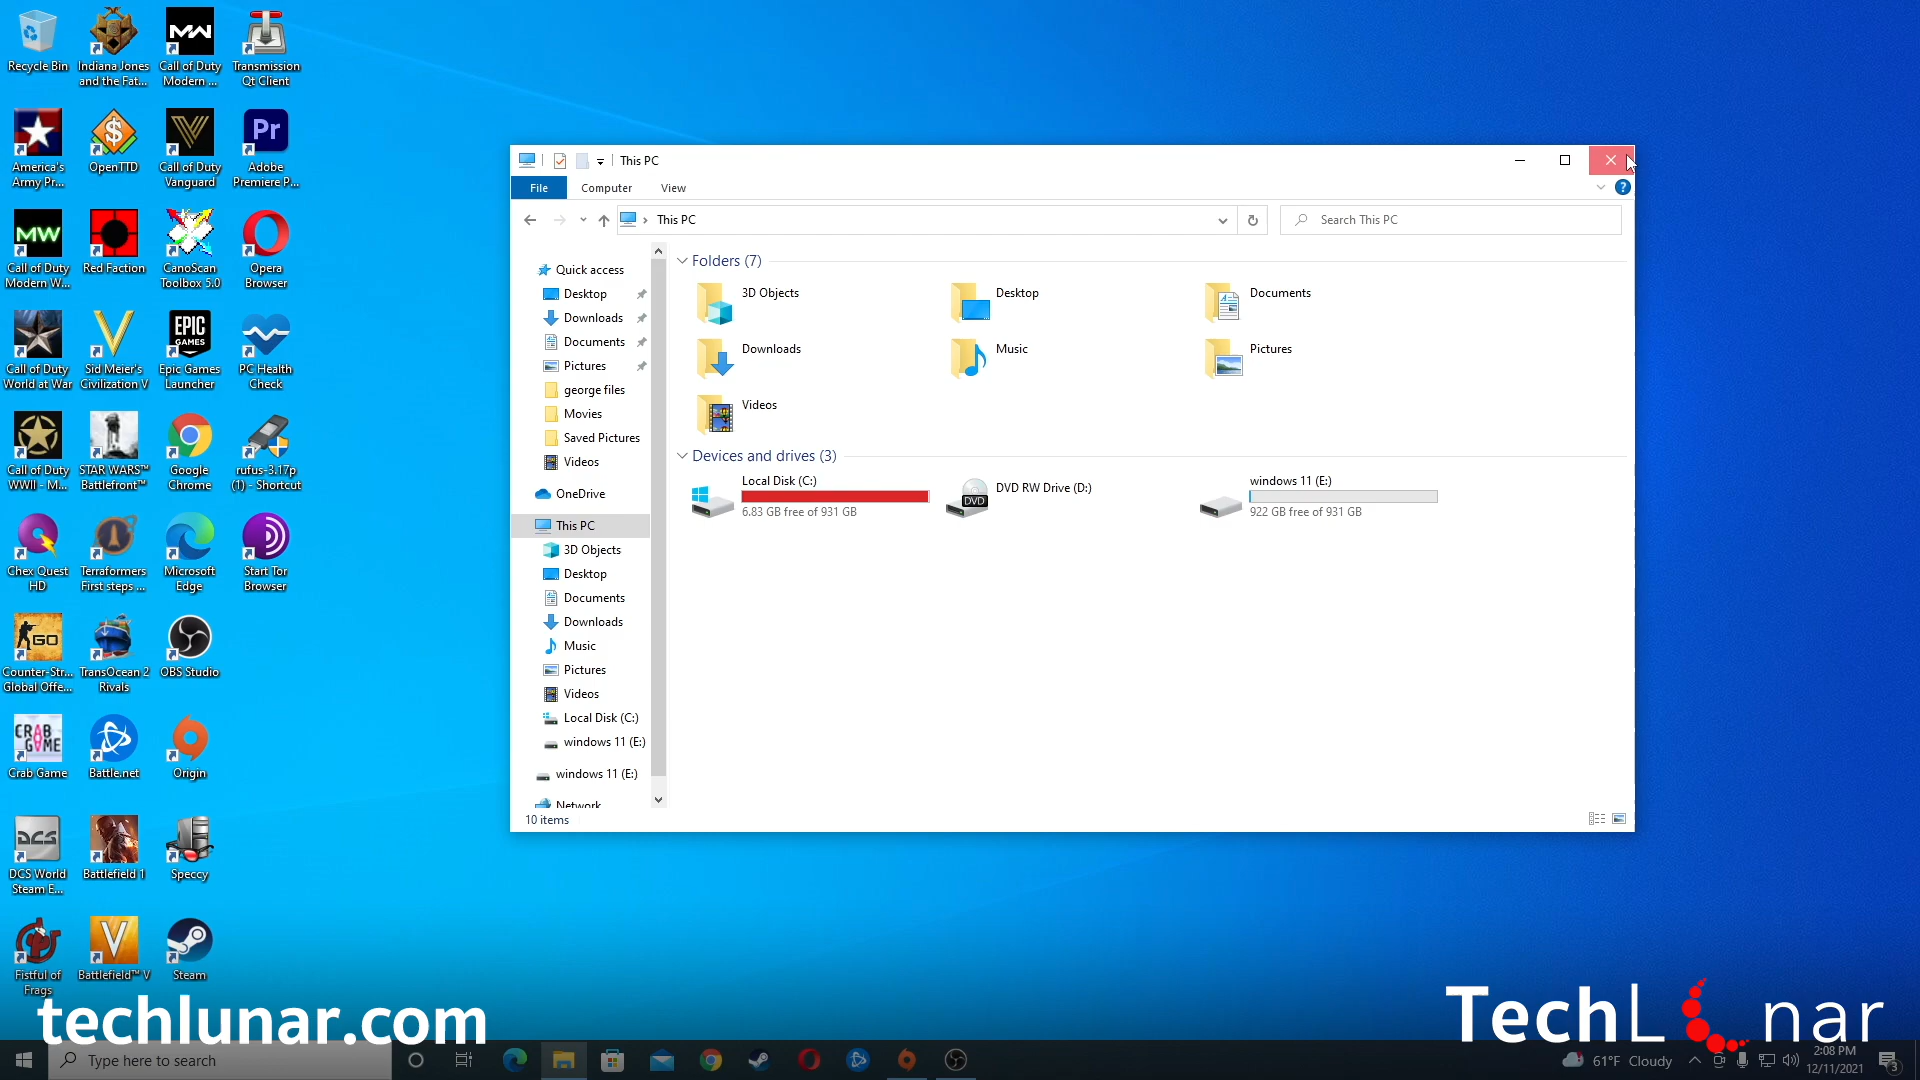 Recycle Bin
Indiana Jones
and the Fat...
Call of Duty
Modern ...
Transmission
Qt Client
America's
Army Pr...
OpenTTD
Call of Duty
Vanguard
Pr
Adobe
Premiere P...
MW
Call of Duty
Modern W...
Red Faction
CanoScan
Toolbox 5.0
Opera
Browser
Call of Duty
World at War
Sid Meier's
Civilization V
EPIC
GAMES
Epic Games
Launcher
PC Health
Check
Call of Duty
WWII - M...
STAR WARS™
Battlefront™
Google
Chrome
rufus-3.17p
(1) - Shortcut
Chex Quest
HD
Terraformers
First steps ...
Microsoft
Edge
Start Tor
Browser
GO
Counter-Str...
Global Offe...
TransOcean 2
Rivals
OBS Studio
CRAB
GAME
Crab Game
Battle.net
Origin
DCS
DCS World
Steam E...
Battlefield 1
Speccy
Fistful of
Frags
Battlefield™ V
Steam
This PC
File
Computer
View
This PC
Search This PC
Quick access
Desktop
Downloads
Documents
Pictures
george files
Movies
Saved Pictures
Videos
OneDrive
This PC
3D Objects
Desktop
Documents
Downloads
Music
Pictures
Videos
Local Disk (C:)
windows 11 (E:)
windows 11 (E:)
Network
Folders (7)
3D Objects
Desktop
Documents
Downloads
Music
Pictures
Videos
Devices and drives (3)
Local Disk (C:)
6.83 GB free of 931 GB
DVD
DVD RW Drive (D:)
windows 11 (E:)
922 GB free of 931 GB
10 items
techlunar.com
TechLunar
Type here to search
61°F Cloudy
2:08 PM
12/11/2021
3